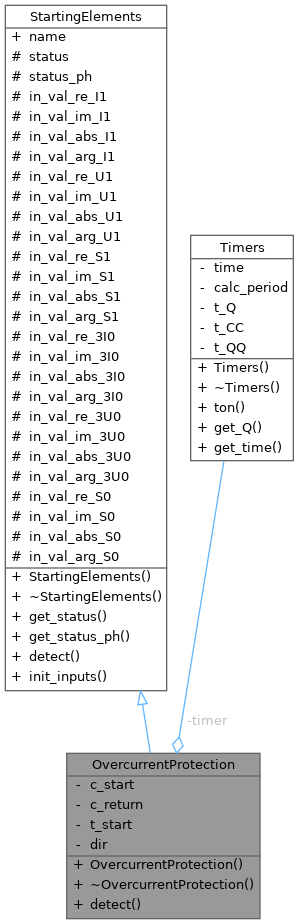 StartingElements
+ name
# status
# status_ph
# in_val_re_I1
# in_val_im_I1
# in_val_abs_I1
# in_val_arg_I1
# in_val_re_U1
# in_val_im_U1
# in_val_abs_U1
# in_val_arg_U1
# in_val_re_S1
# in_val_im_S1
# in_val_abs_S1
# in_val_arg_S1
# in_val_re_3I0
# in_val_im_3I0
# in_val_abs_3I0
# in_val_arg_3I0
# in_val_re_3U0
# in_val_im_3U0
# in_val_abs_3U0
# in_val_arg_3U0
# in_val_re_S0
# in_val_im_S0
# in_val_abs_S0
# in_val_arg_S0
+ StartingElements()
+ ~StartingElements()
+ get_status()
+ get_status_ph()
+ detect()
+ init_inputs()
Timers
- time
- calc_period
- t_Q
- t_CC
- t_QQ
+ Timers()
+ ~Timers()
+ ton()
+ get_Q()
+ get_time()
-timer
OvercurrentProtection
- c_start
- c_return
- t_start
- dir
+ OvercurrentProtection()
+ ~OvercurrentProtection()
+ detect()